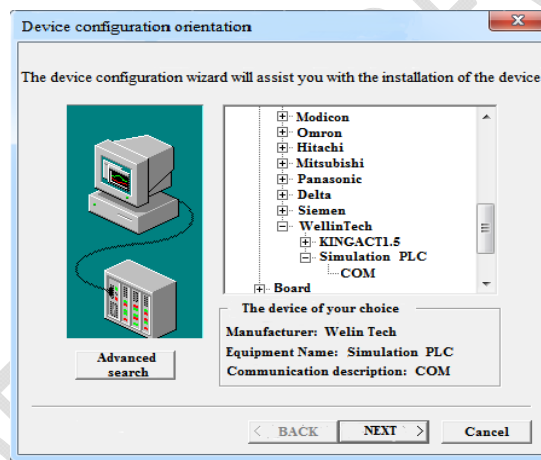 Device configuration orientation
The device configuration wizard will assist you with the installation of the device
Modicon
Omron
Hitachi
Mitsubishi
Panasonic
Delta
Siemen
WellinTech
KINGACT1.5
Simulation PLC
COM
Board
The device of your choice
Manufacturer: Welin Tech
Equipment Name: Simulation PLC
Communication description: COM
Advanced
search
< BACK
NEXT >
Cancel